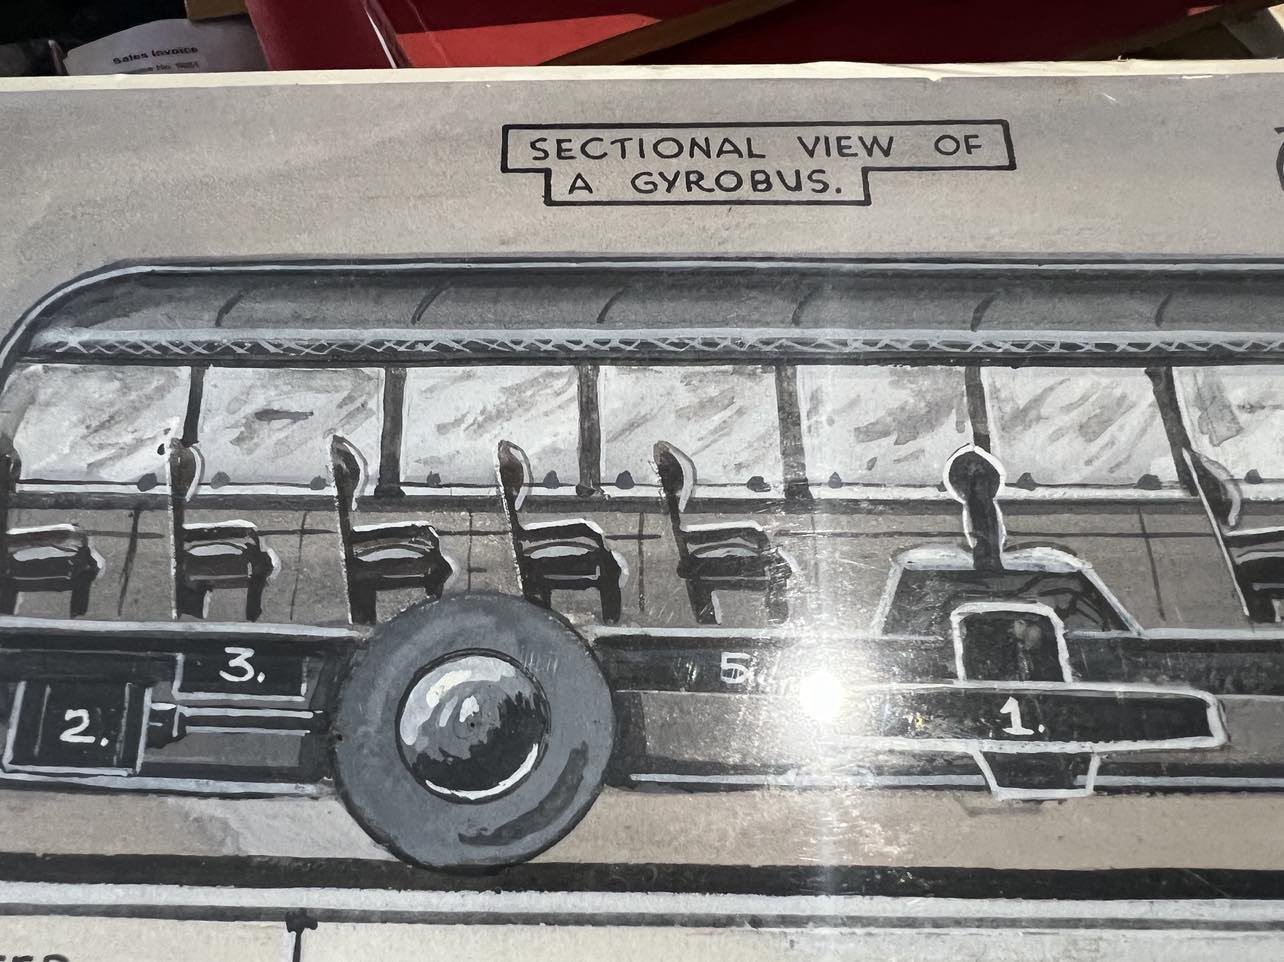 Sales Invoice
SECTIONAL VIEW OF
A GYROBUS.
3.
5
2.
1.